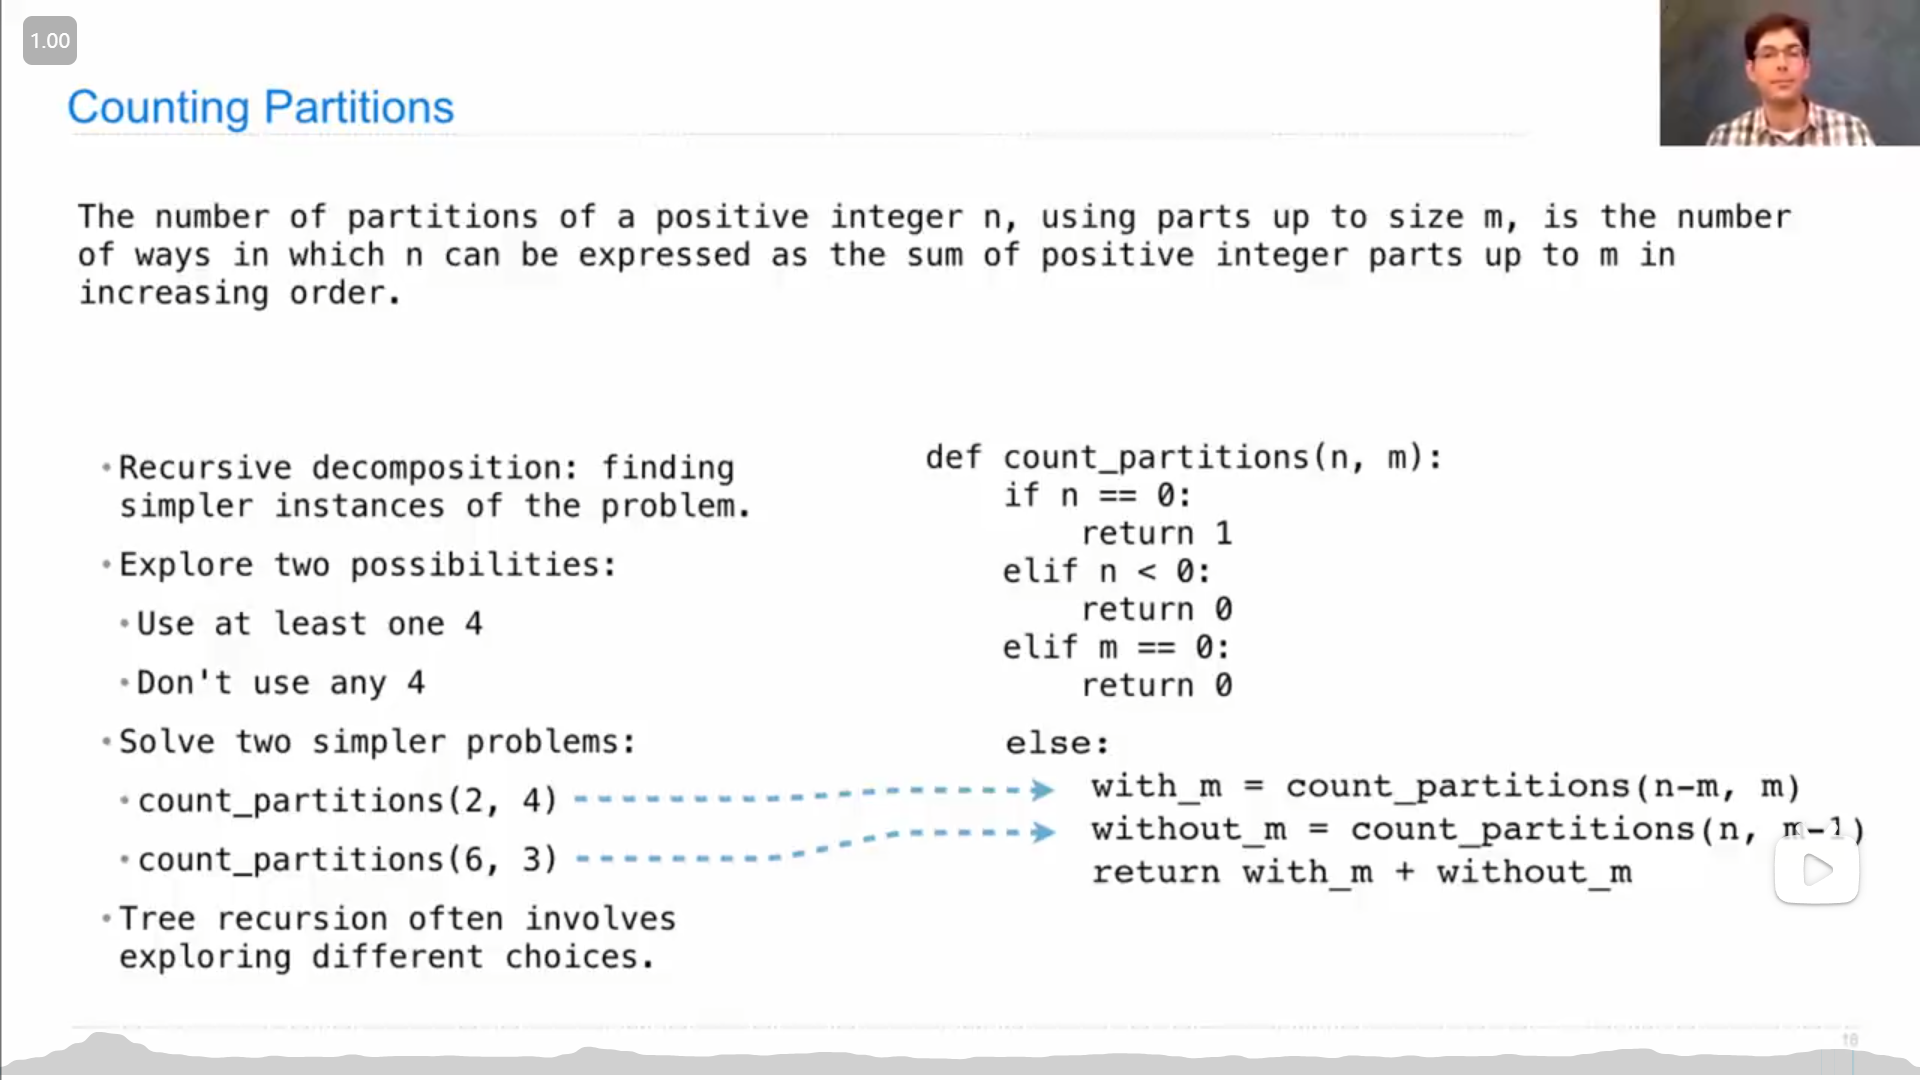 1.00
Counting Partitions
The number of partitions of a positive integer n, using parts up to size m, is the number
of ways in which n can be expressed as the sum of positive integer parts up to m in
increasing order.
•Recursive decomposition: finding
simpler instances of the problem.
•Explore two possibilities:
•Use at least one 4
•Don't use any 4
•Solve two simpler problems:
•count_partitions(2, 4)
•count_partitions(6, 3)
•Tree recursion often involves
exploring different choices.
def count_partitions(n, m):
if n == 0:
return 1
elif n < 0:
return 0
elif m == 0:
return 0
else:
with_m = count_partitions(n-m, m)
without_m = count_partitions(n, m-1)
return with_m + without_m